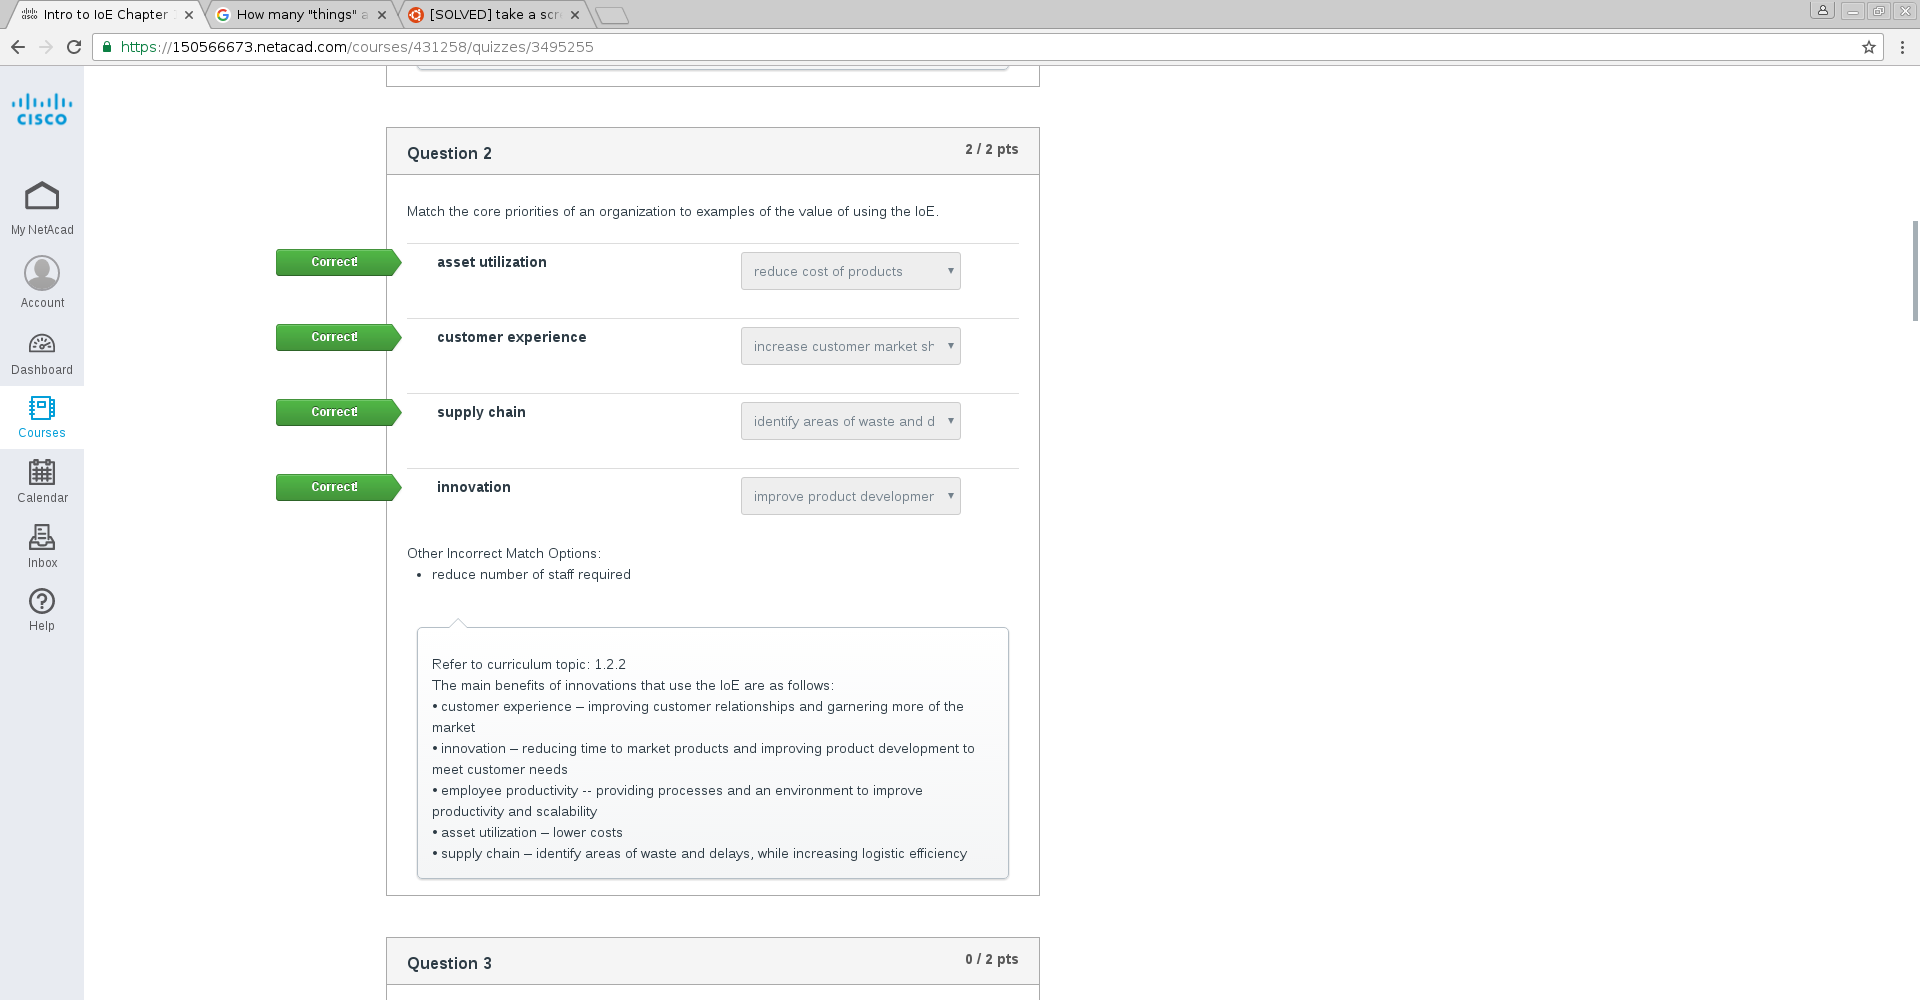 Intro to IoE Chapter
How many "things" a
[SOLVED] take a scr
https://150566673.netacad.com/courses/431258/quizzes/3495255
CISCO
My NetAcad
Account
Dashboard
Courses
Calendar
Inbox
Help
Question 2
2 / 2 pts
Match the core priorities of an organization to examples of the value of using the IoE.
Correct!
asset utilization
reduce cost of products
Correct!
customer experience
increase customer market sh
Correct!
supply chain
identify areas of waste and d
Correct!
innovation
improve product developmer
Other Incorrect Match Options:
• reduce number of staff required
Refer to curriculum topic: 1.2.2
The main benefits of innovations that use the IoE are as follows:
• customer experience – improving customer relationships and garnering more of the
market
• innovation – reducing time to market products and improving product development to
meet customer needs
• employee productivity -- providing processes and an environment to improve
productivity and scalability
• asset utilization – lower costs
• supply chain – identify areas of waste and delays, while increasing logistic efficiency
Question 3
0 / 2 pts